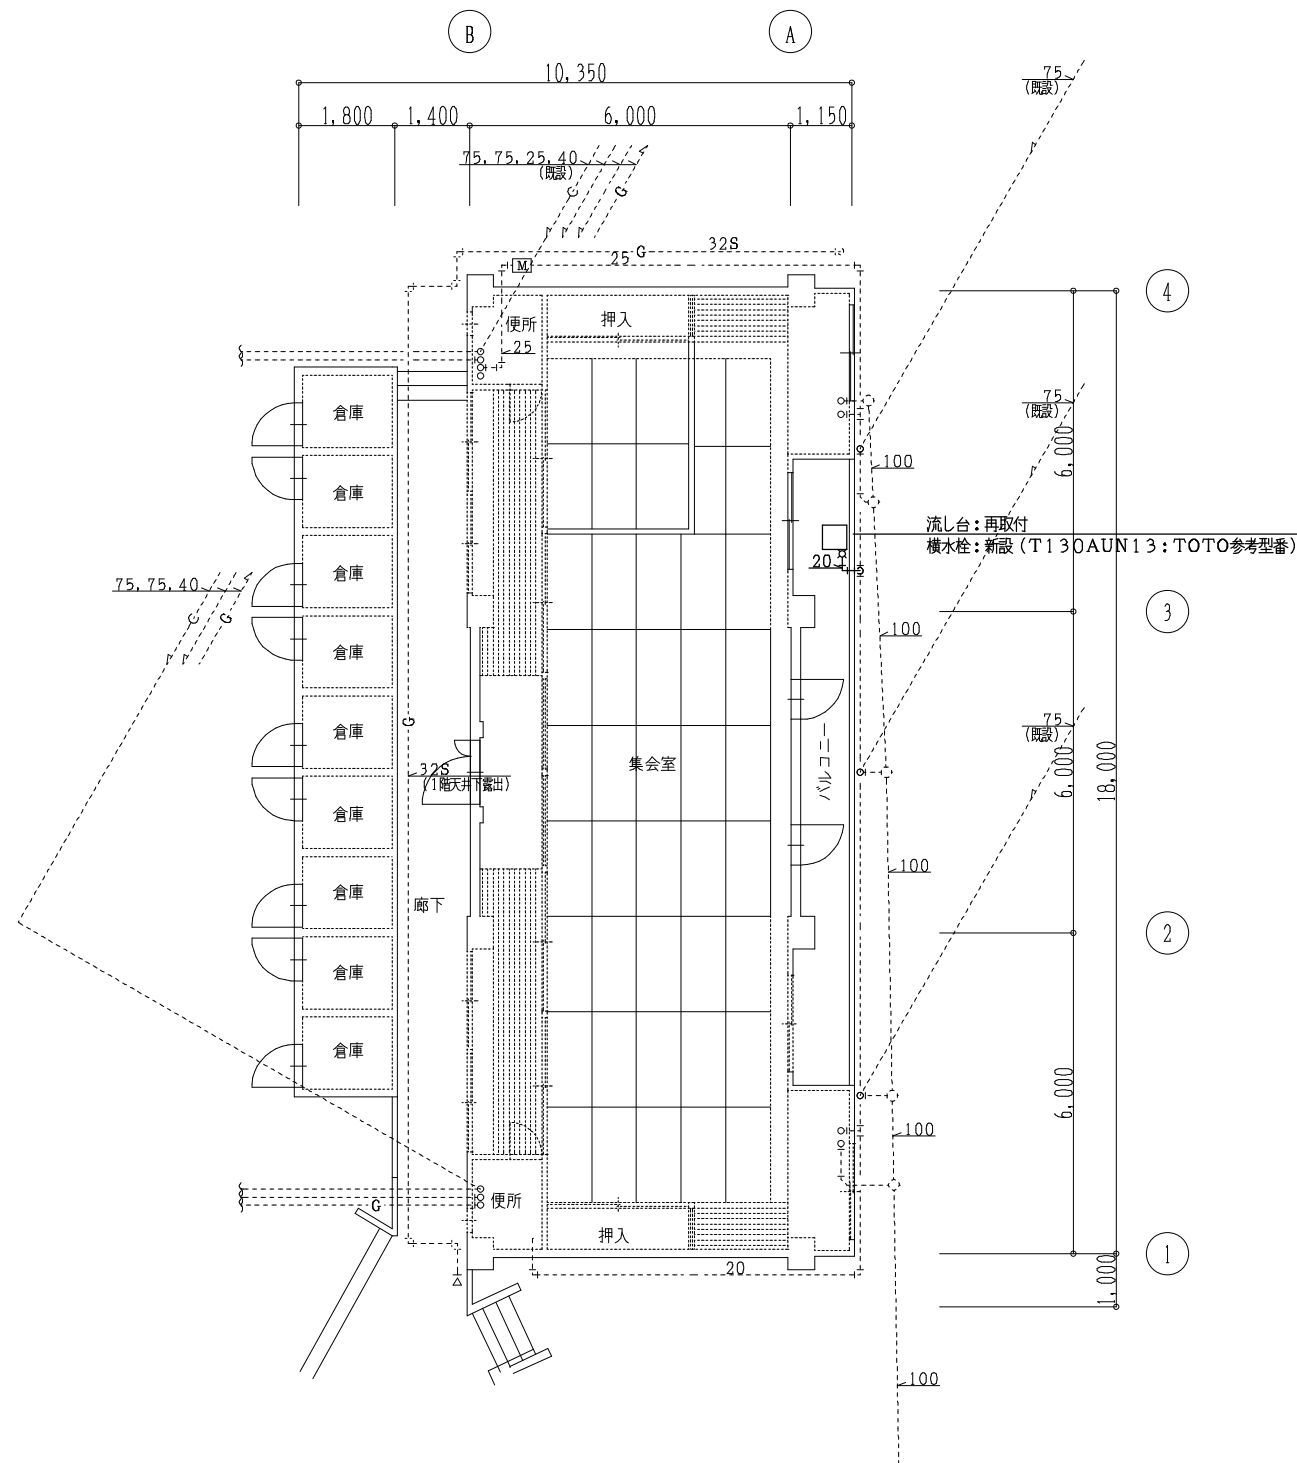 B
A
10,350
1,800
1,400
6,000
1,150
75
(既設)
75,75,25,40
(既設)
G
G
32S
G
25
M
4
便所
押入
25
倉庫
75
(既設)
6,000
100
倉庫
流し台：再取付
横水栓：新設（T130AUN13：TOTO参考型番）
20
倉庫
75,75,40
G
G
3
100
倉庫
G
倉庫
75
(既設)
6,000
18,000
集会室
バルコニー
32S
(1階天井下露出)
倉庫
倉庫
100
廊下
2
倉庫
倉庫
6,000
100
便所
G
押入
20
1
1,000
100